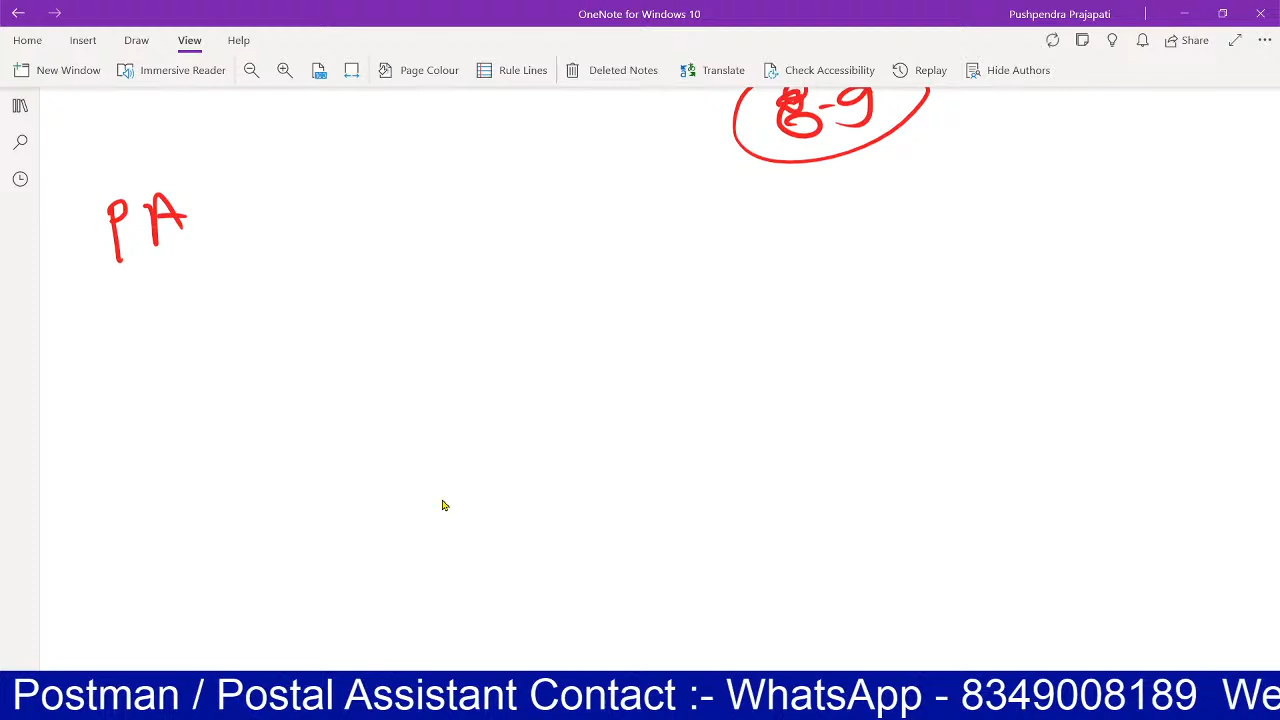 OneNote for Windows 10
Pushpendra Prajapati
Home Insert Draw View Help
Share
New Window Immersive Reader Page Colour Rule Lines Deleted Notes Translate Check Accessibility Replay Hide Authors
8-9
PA
Postman / Postal Assistant Contact :- WhatsApp - 8349008189 We